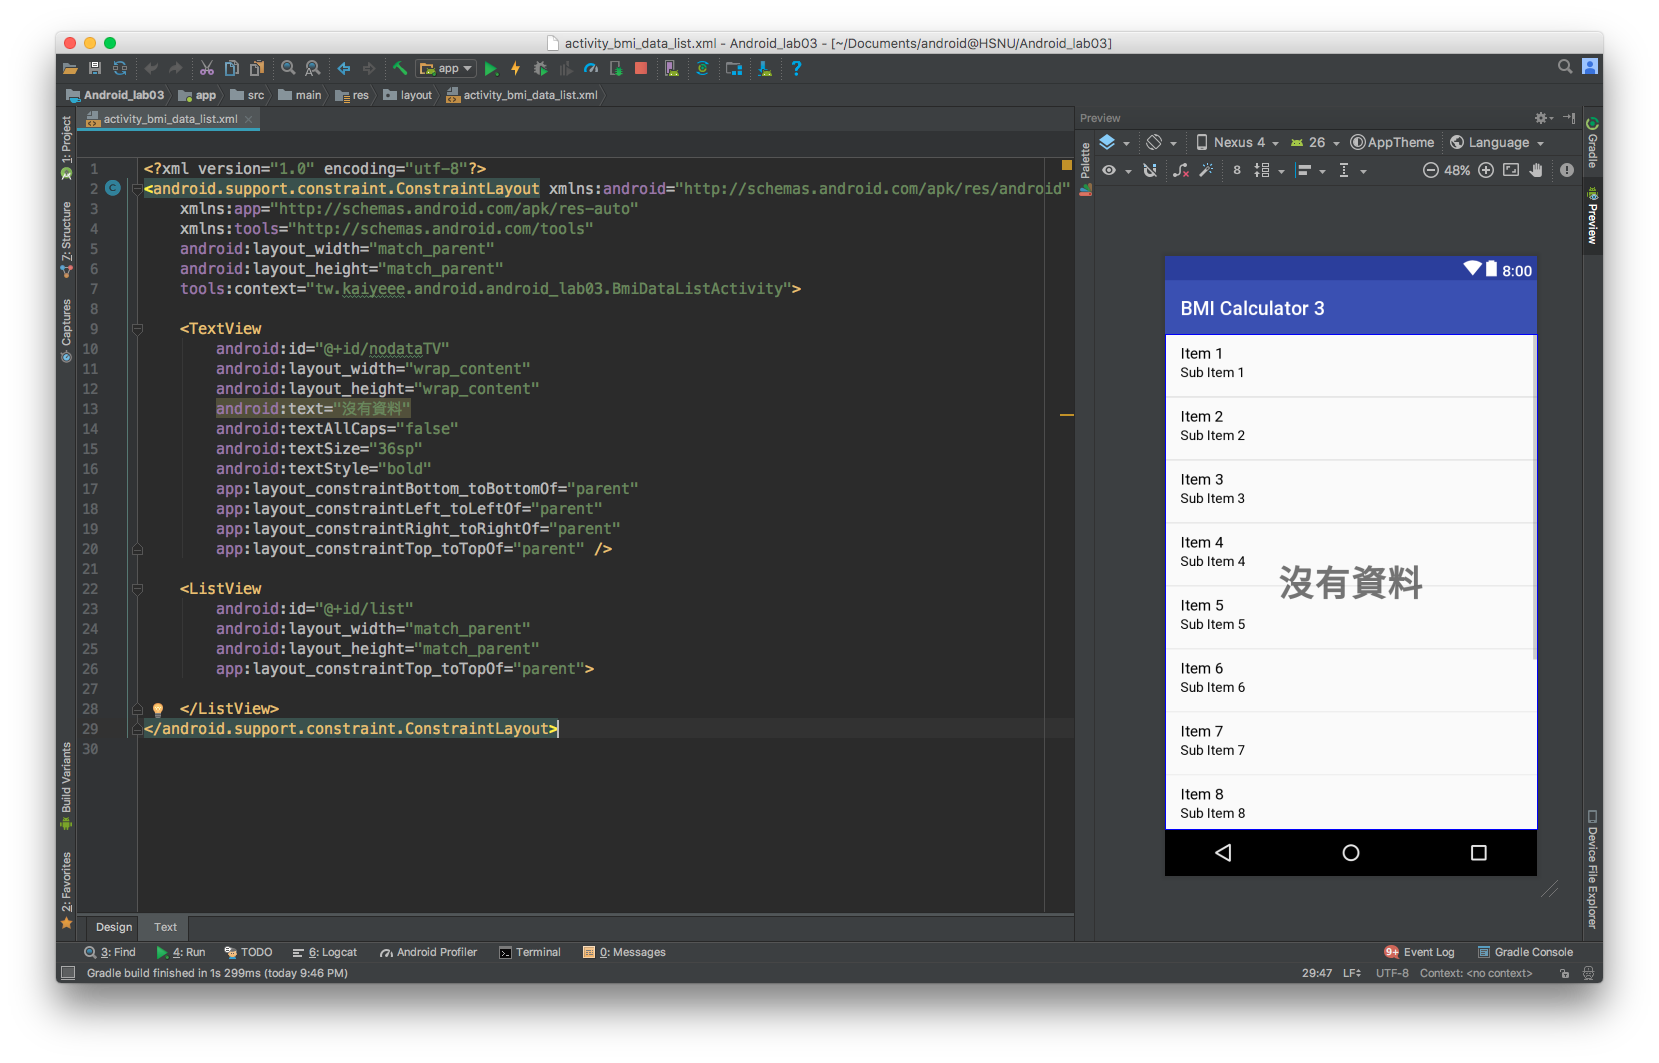 activity_bmi_data_list.xml - Android_lab03 - [~/Documents/android@HSNU/Android_lab03]
app
Android_lab03 app src main res layout activity_bmi_data_list.xml
activity_bmi_data_list.xml
1 <?xml version="1.0" encoding="utf-8"?>
2 <android.support.constraint.ConstraintLayout xmlns:android="http://schemas.android.com/apk/res/android"
3 xmlns:app="http://schemas.android.com/apk/res-auto"
4 xmlns:tools="http://schemas.android.com/tools"
5 android:layout_width="match_parent"
6 android:layout_height="match_parent"
7 tools:context="tw.kaiyeee.android.android_lab03.BmiDataListActivity">
8
9 <TextView
10 android:id="@+id/nodataTV"
11 android:layout_width="wrap_content"
12 android:layout_height="wrap_content"
13 android:text="沒有資料"
14 android:textAllCaps="false"
15 android:textSize="36sp"
16 android:textStyle="bold"
17 app:layout_constraintBottom_toBottomOf="parent"
18 app:layout_constraintLeft_toLeftOf="parent"
19 app:layout_constraintRight_toRightOf="parent"
20 app:layout_constraintTop_toTopOf="parent" />
21
22 <ListView
23 android:id="@+id/list"
24 android:layout_width="match_parent"
25 android:layout_height="match_parent"
26 app:layout_constraintTop_toTopOf="parent">
27
28 </ListView>
29 </android.support.constraint.ConstraintLayout>
30
Design Text
1: Project
7: Structure
Captures
Build Variants
2: Favorites
Preview
Palette
Nexus 4 26 AppTheme Language
8 48%
8:00
BMI Calculator 3
Item 1
Sub Item 1
Item 2
Sub Item 2
Item 3
Sub Item 3
Item 4
Sub Item 4
沒有資料
Item 5
Sub Item 5
Item 6
Sub Item 6
Item 7
Sub Item 7
Item 8
Sub Item 8
Gradle
Preview
Device File Explorer
3: Find 4: Run TODO 6: Logcat Android Profiler Terminal 0: Messages 9+ Event Log Gradle Console
Gradle build finished in 1s 299ms (today 9:46 PM) 29:47 LF UTF-8 Context: <no context>